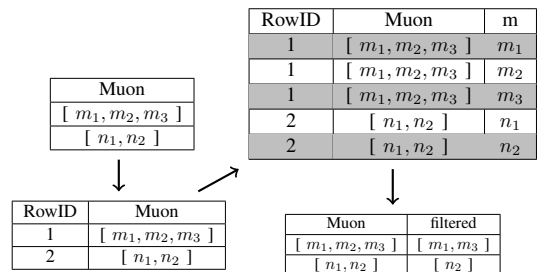 Muon
[ m₁, m₂, m₃ ]
[ n₁, n₂ ]
RowID Muon
1 [ m₁, m₂, m₃ ]
2 [ n₁, n₂ ]
RowID Muon m
1 [ m₁, m₂, m₃ ] m₁
1 [ m₁, m₂, m₃ ] m₂
1 [ m₁, m₂, m₃ ] m₃
2 [ n₁, n₂ ] n₁
2 [ n₁, n₂ ] n₂
Muon filtered
[ m₁, m₂, m₃ ] [ m₁, m₃ ]
[ n₁, n₂ ] [ n₂ ]